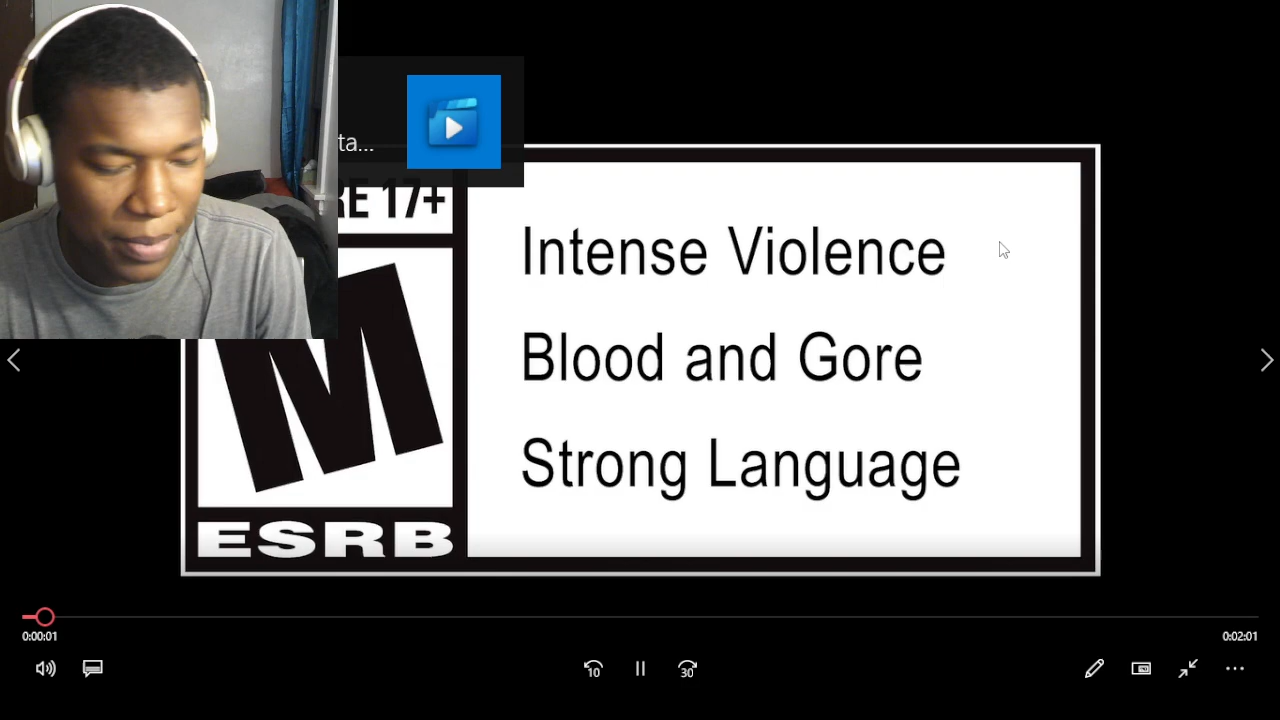 ta...
RE 17+
Intense Violence
Blood and Gore
Strong Language
M
ESRB
0:00:01
0:02:01
10
30